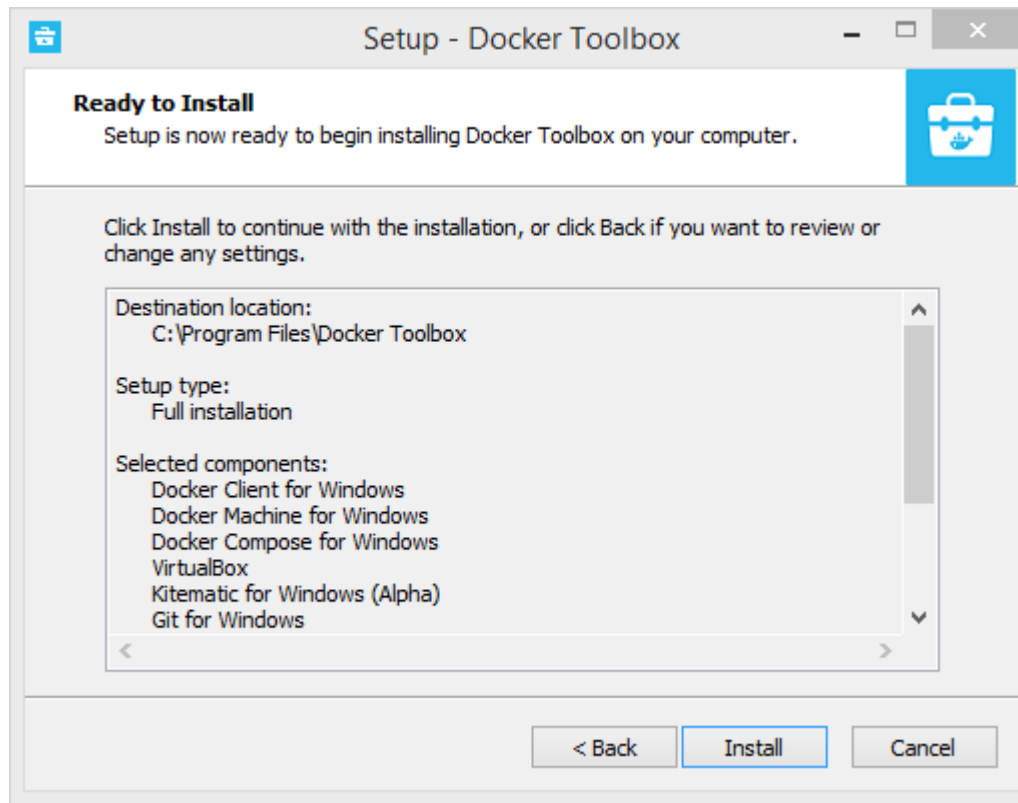 Setup - Docker Toolbox
Ready to Install
Setup is now ready to begin installing Docker Toolbox on your computer.
Click Install to continue with the installation, or click Back if you want to review or
change any settings.
Destination location:
C:\Program Files\Docker Toolbox
Setup type:
Full installation
Selected components:
Docker Client for Windows
Docker Machine for Windows
Docker Compose for Windows
VirtualBox
Kitematic for Windows (Alpha)
Git for Windows
< Back
Install
Cancel